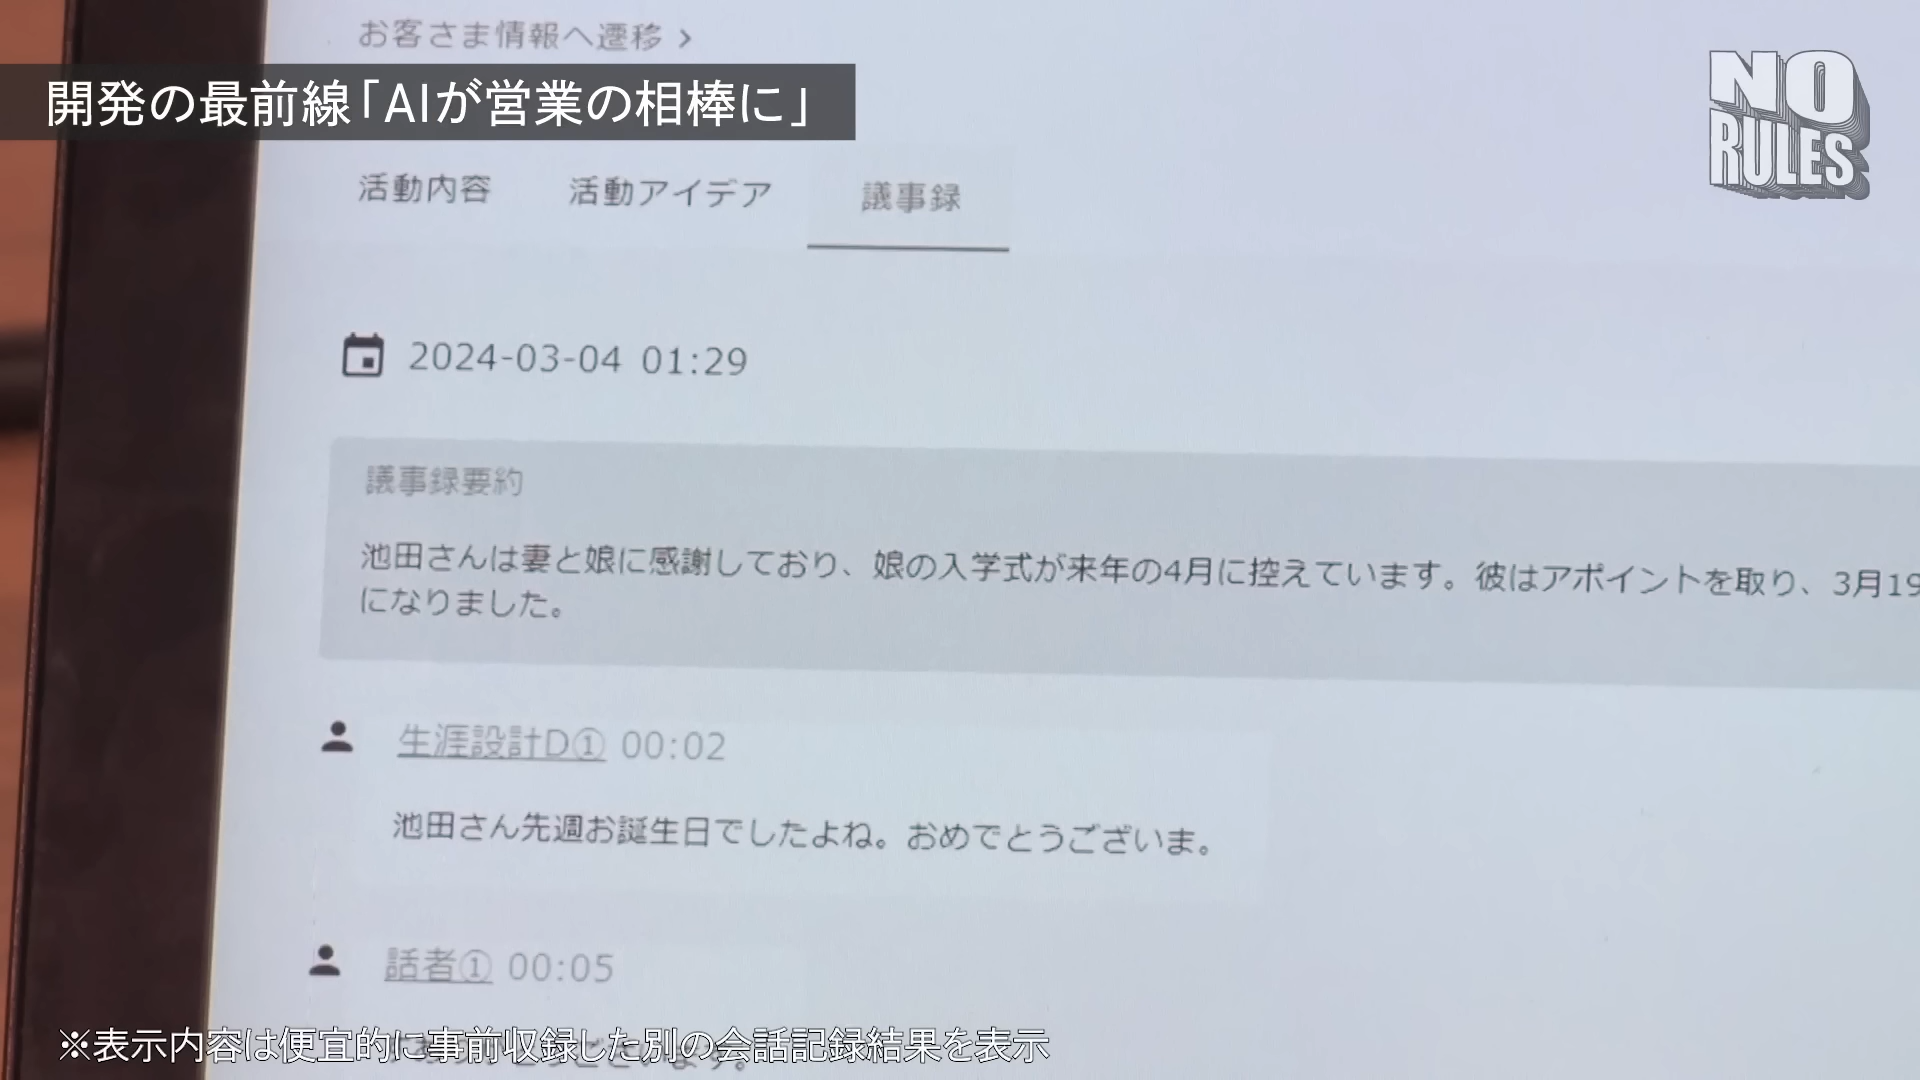 お客さま情報へ遷移 >
開発の最前線「AIが営業の相棒に」
NO
RULES
活動内容 活動アイデア 議事録
2024-03-04 01:29
議事録要約
池田さんは妻と娘に感謝しており、娘の入学式が来年の4月に控えています。彼はアポイントを取り、3月19
になりました。
生涯設計D① 00:02
池田さん先週お誕生日でしたよね。おめでとうございま。
話者① 00:05
※表示内容は便宜的に事前収録した別の会話記録結果を表示